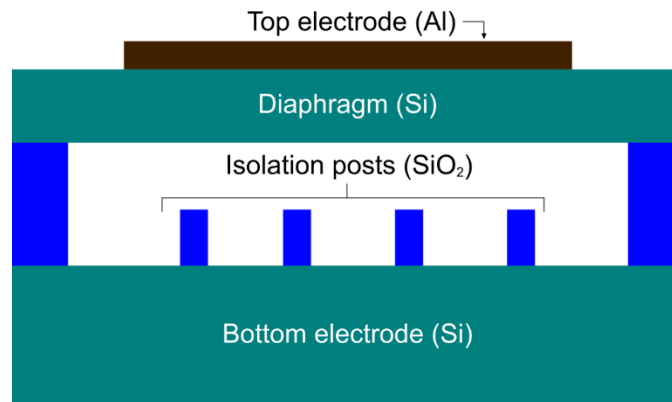 Top electrode (Al)
Diaphragm (Si)
Isolation posts (SiO₂)
Bottom electrode (Si)